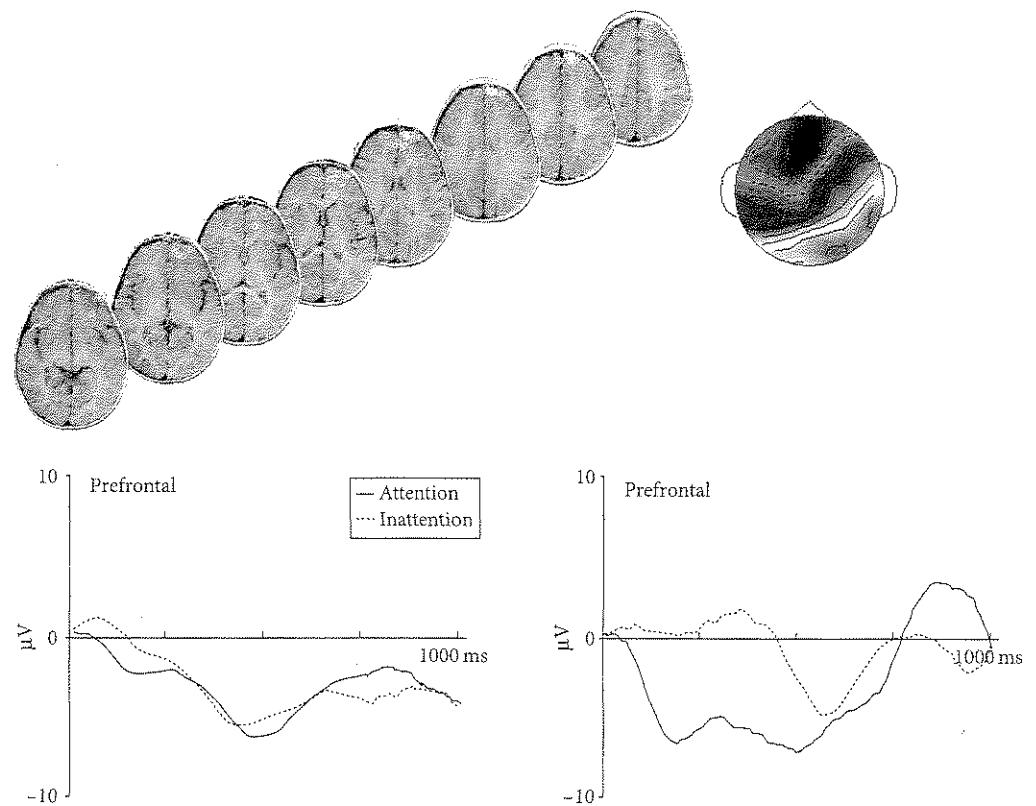 10
Prefrontal
Attention
Inattention
µV
0
1000 ms
−10
10
Prefrontal
µV
0
1000 ms
−10